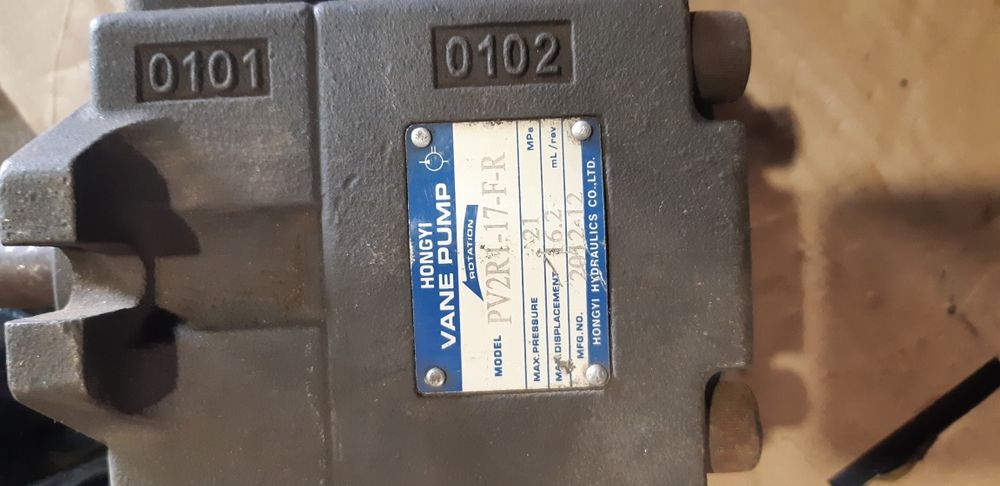 0101
0102
HONGYI
VANE PUMP
ROTATION
MODEL PV2R1-17-F-R
MAX.PRESSURE 21 MPa
MAX.DISPLACEMENT 16.2 mL/rev
MFG.NO. 2012-12
HONGYI HYDRAULICS CO.,LTD.